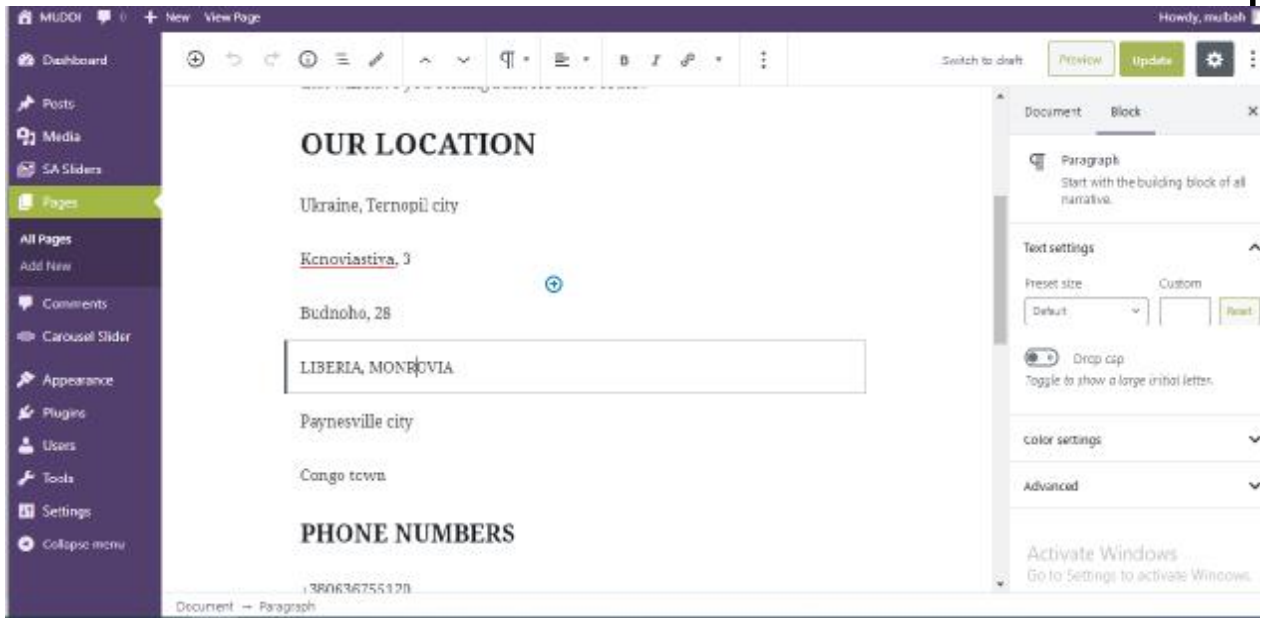 MUDDI 0 + New View Page Howdy, mulbah
Dashboard
Posts
Media
SA Sliders
Pages
All Pages
Add New
Comments
Carousel Slider
Appearance
Plugins
Users
Tools
Settings
Collapse menu
B I
Switch to draft Preview Update
OUR LOCATION
Ukraine, Ternopil city
Kcnoviastiva, 3
Budnoho, 28
LIBERIA, MONROVIA
Paynesville city
Congo town
PHONE NUMBERS
+380636755120
Document → Paragraph
Document Block
Paragraph
Start with the building block of all
narrative.
Text settings
Preset size Custom
Default Reset
Drop cap
Toggle to show a large initial letter.
Color settings
Advanced
Activate Windows
Go to Settings to activate Windows.